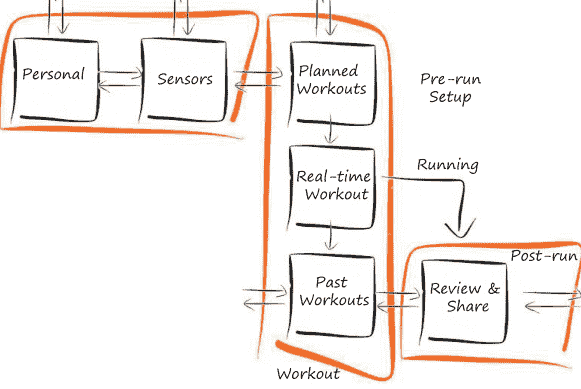 Personal
Sensors
Planned
Workouts
Pre-run
Setup
Real-time
Workout
Running
Past
Workouts
Review &
Share
Post-run
Workout